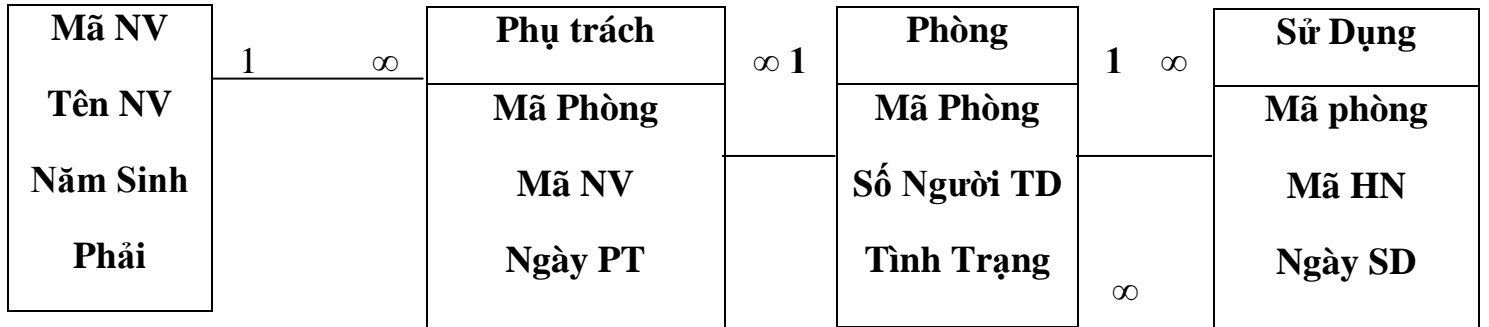 Mã NV
Tên NV
Năm Sinh
Phải
1 ∞
Phụ trách
Mã Phòng
Mã NV
Ngày PT
∞ 1
Phòng
Mã Phòng
Số Người TD
Tình Trạng
1 ∞
∞
Sử Dụng
Mã phòng
Mã HN
Ngày SD